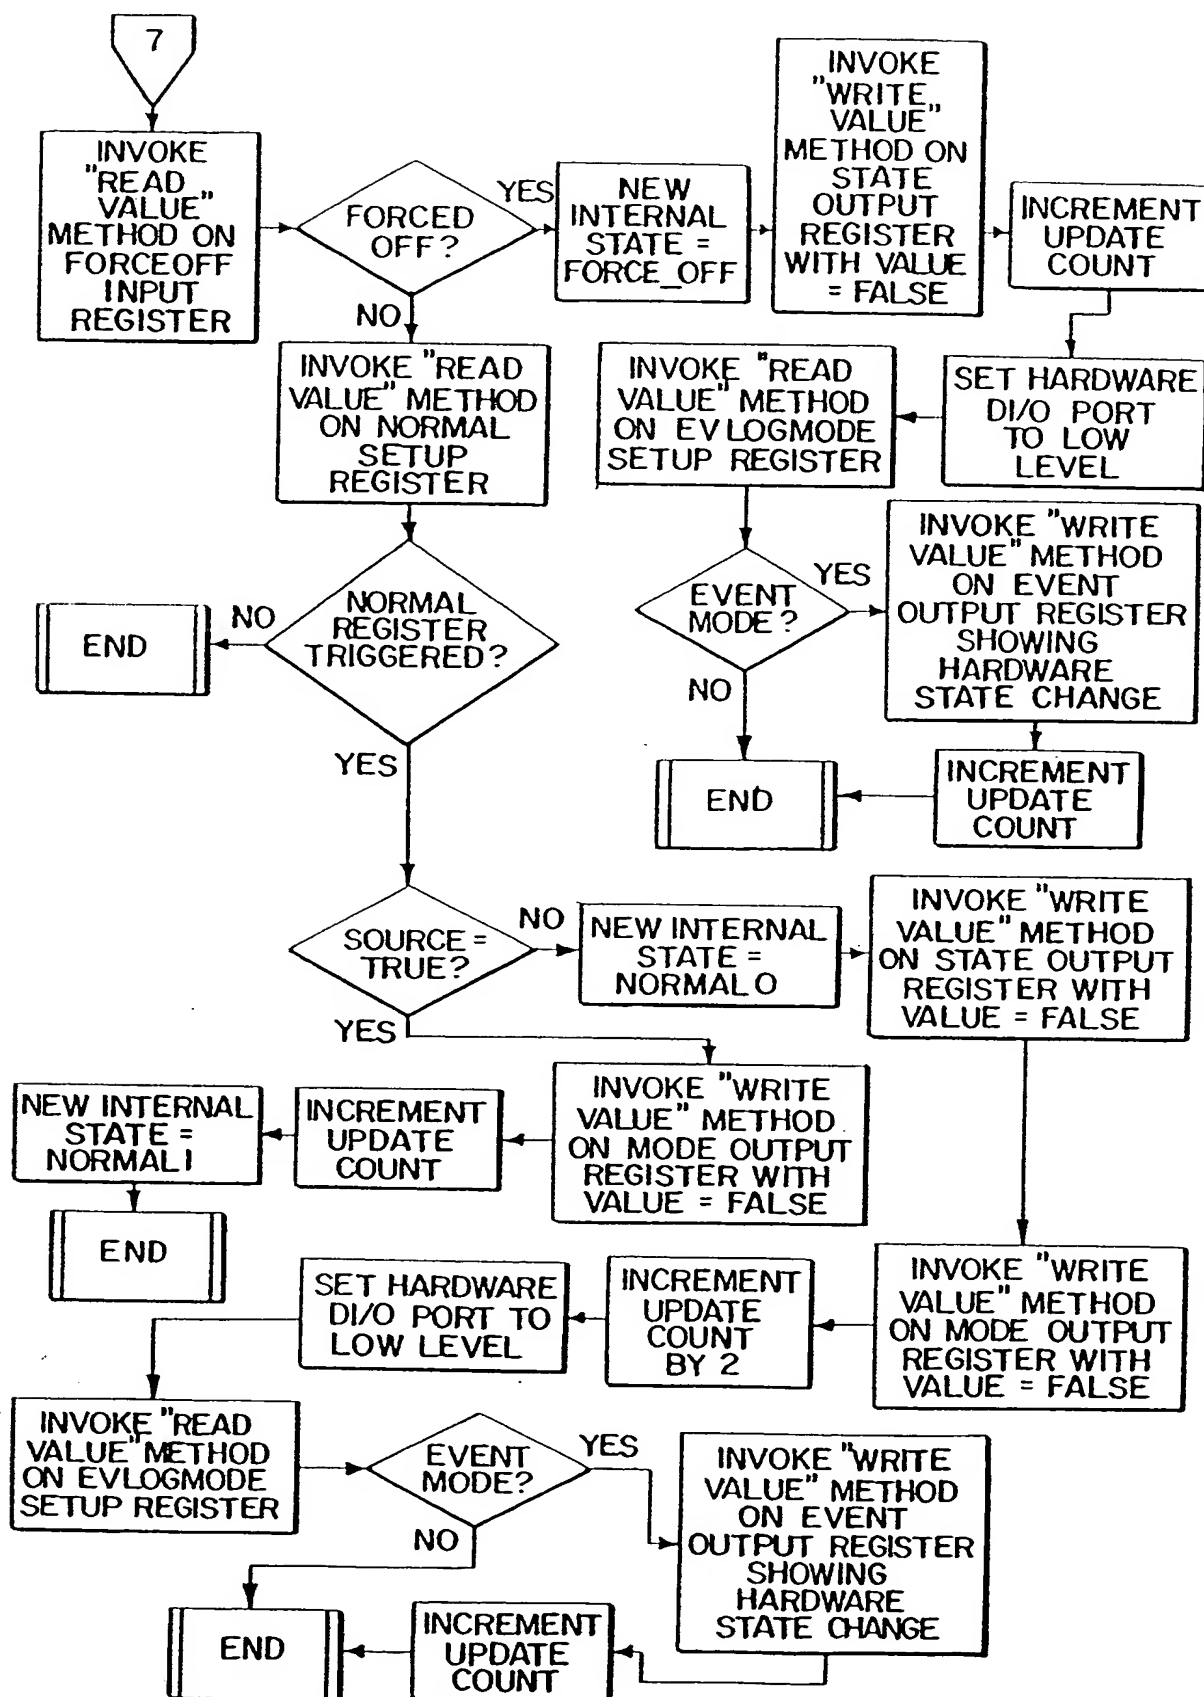 7
INVOKE
"READ
VALUE"
METHOD ON
FORCEOFF
INPUT
REGISTER
FORCED
OFF?
YES
NO
NEW
INTERNAL
STATE =
FORCE_OFF
INVOKE
"WRITE
VALUE"
METHOD ON
STATE
OUTPUT
REGISTER
WITH VALUE
= FALSE
INCREMENT
UPDATE
COUNT
SET HARDWARE
DI/O PORT
TO LOW
LEVEL
INVOKE "READ
VALUE" METHOD
ON EVLOGMODE
SETUP REGISTER
EVENT
MODE?
YES
NO
INVOKE "WRITE
VALUE" METHOD
ON EVENT
OUTPUT REGISTER
SHOWING
HARDWARE
STATE CHANGE
INCREMENT
UPDATE
COUNT
END
INVOKE "READ
VALUE" METHOD
ON NORMAL
SETUP
REGISTER
NORMAL
REGISTER
TRIGGERED?
NO
END
YES
SOURCE =
TRUE?
NO
YES
NEW INTERNAL
STATE =
NORMAL0
INVOKE "WRITE
VALUE" METHOD
ON STATE OUTPUT
REGISTER WITH
VALUE = FALSE
INVOKE "WRITE
VALUE" METHOD
ON MODE OUTPUT
REGISTER WITH
VALUE = FALSE
INCREMENT
UPDATE
COUNT
NEW INTERNAL
STATE =
NORMAL1
END
INVOKE "WRITE
VALUE" METHOD
ON MODE OUTPUT
REGISTER WITH
VALUE = FALSE
INCREMENT
UPDATE
COUNT
BY 2
SET HARDWARE
DI/O PORT TO
LOW LEVEL
INVOKE "READ
VALUE" METHOD
ON EVLOGMODE
SETUP REGISTER
EVENT
MODE?
YES
NO
INVOKE "WRITE
VALUE" METHOD
ON EVENT
OUTPUT REGISTER
SHOWING
HARDWARE
STATE CHANGE
INCREMENT
UPDATE
COUNT
END